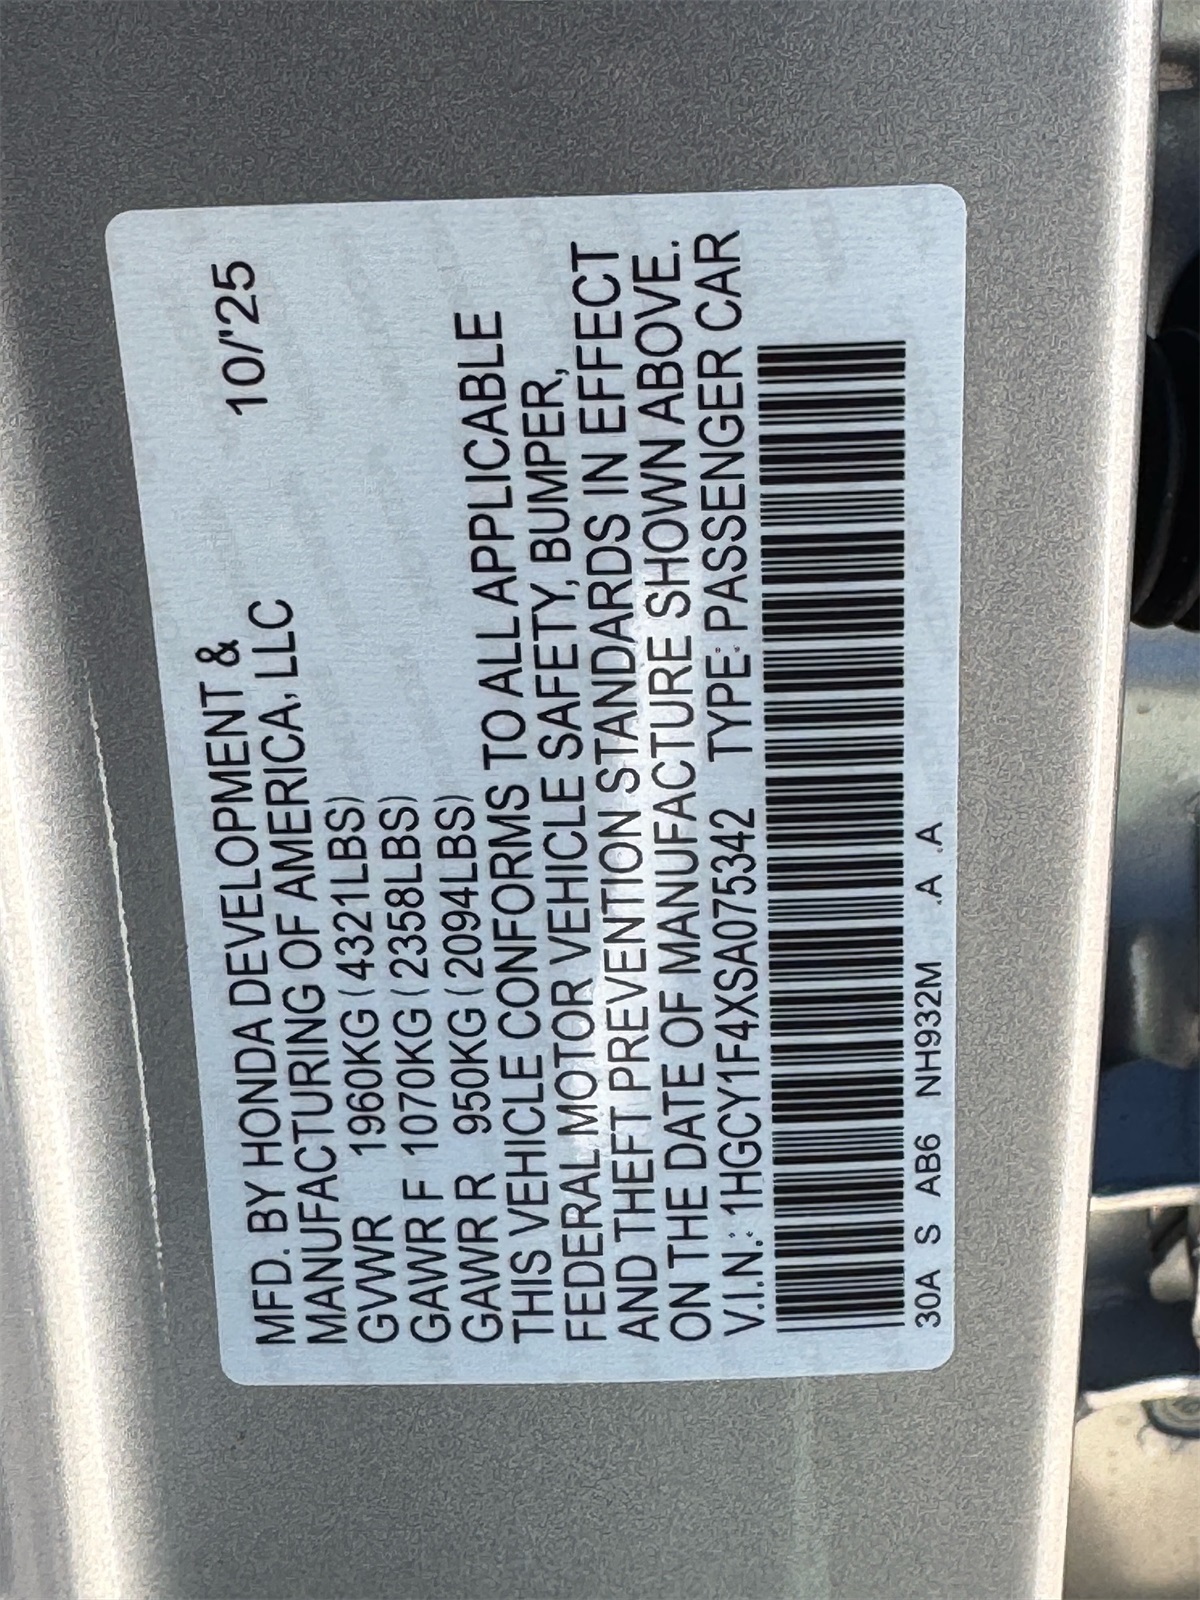 MFD. BY HONDA DEVELOPMENT & 10/'25
MANUFACTURING OF AMERICA, LLC
GVWR 1960KG (4321LBS)
GAWR F 1070KG (2358LBS)
GAWR R 950KG (2094LBS)
THIS VEHICLE CONFORMS TO ALL APPLICABLE
FEDERAL MOTOR VEHICLE SAFETY, BUMPER,
AND THEFT PREVENTION STANDARDS IN EFFECT
ON THE DATE OF MANUFACTURE SHOWN ABOVE.
V.I.N.: 1HGCY1F4XSA075342 TYPE: PASSENGER CAR
30A S AB6 NH932M .A .A